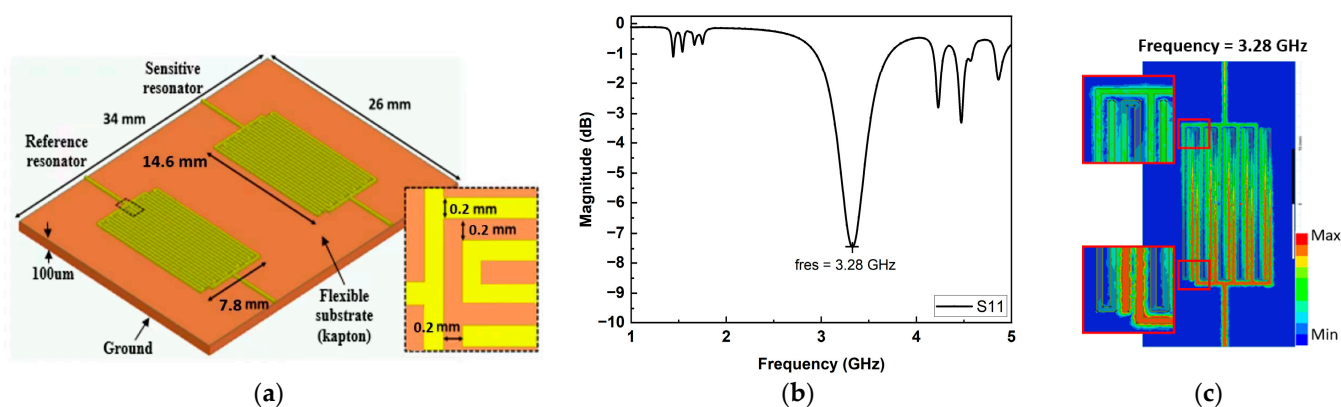 Sensitive
resonator
34 mm
26 mm
Reference
resonator
14.6 mm
0.2 mm
0.2 mm
100um
7.8 mm
Flexible
substrate
(kapton)
0.2 mm
Ground
(a)
0
−1
−2
−3
−4
−5
−6
−7
−8
−9
−10
Magnitude (dB)
fres = 3.28 GHz
S11
1
2
3
4
5
Frequency (GHz)
(b)
Frequency = 3.28 GHz
Max
Min
(c)